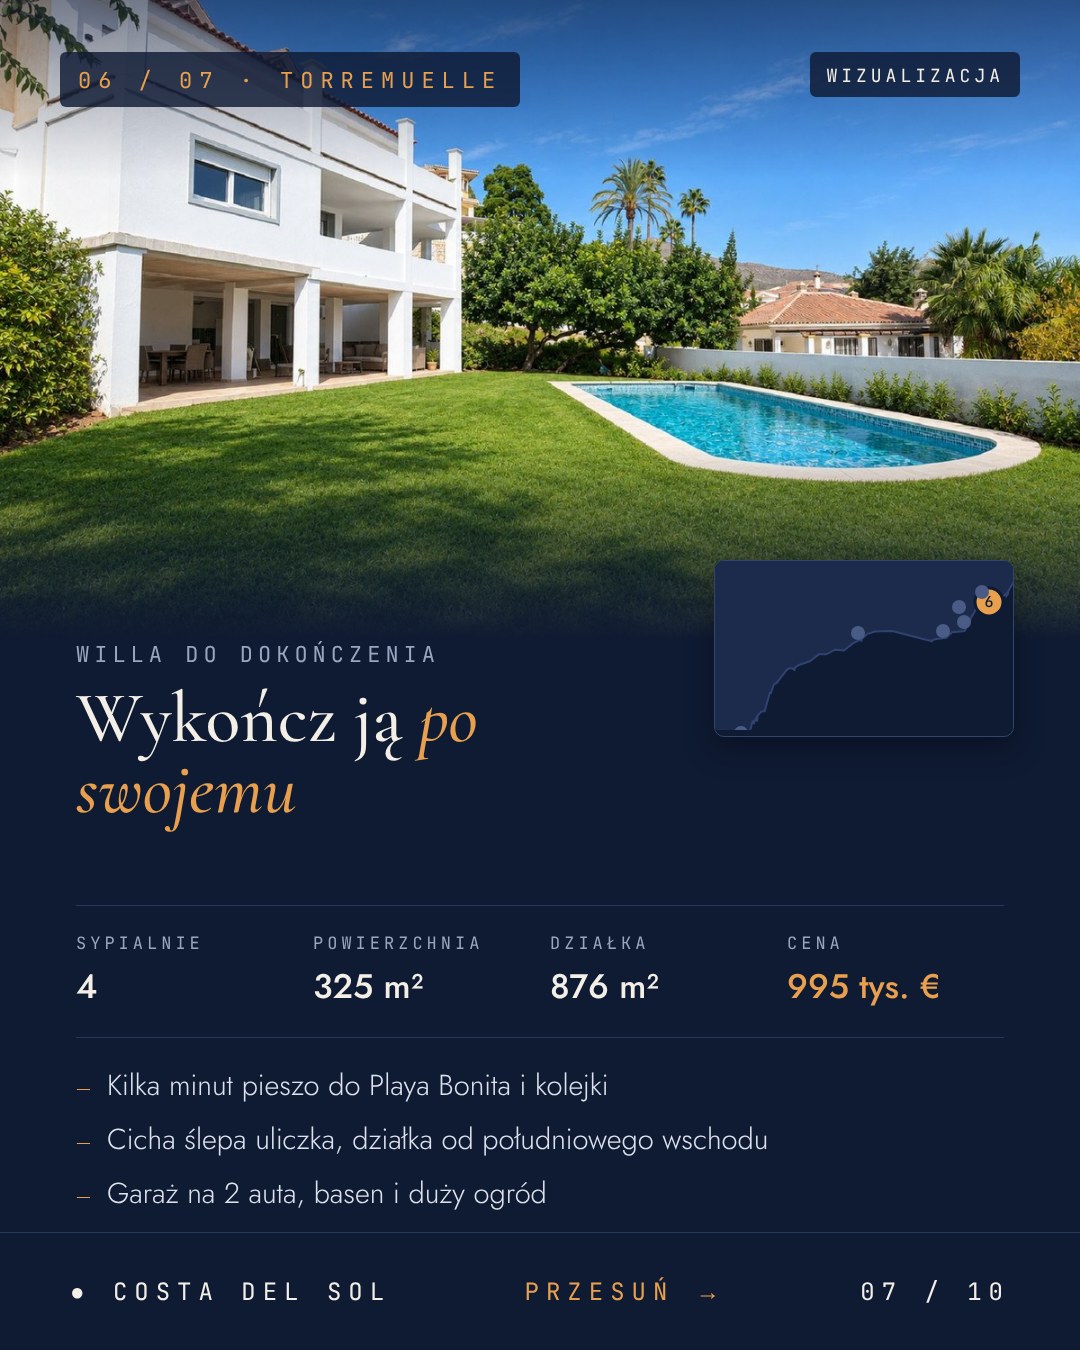 06 / 07 · TORREMUELLE
WIZUALIZACJA
6
WILLA DO DOKOŃCZENIA
Wykończ ją po
swojemu
SYPIALNIE POWIERZCHNIA DZIAŁKA CENA
4 325 m² 876 m² 995 tys. €
– Kilka minut pieszo do Playa Bonita i kolejki
– Cicha ślepa uliczka, działka od południowego wschodu
– Garaż na 2 auta, basen i duży ogród
• COSTA DEL SOL PRZESUŃ → 07 / 10